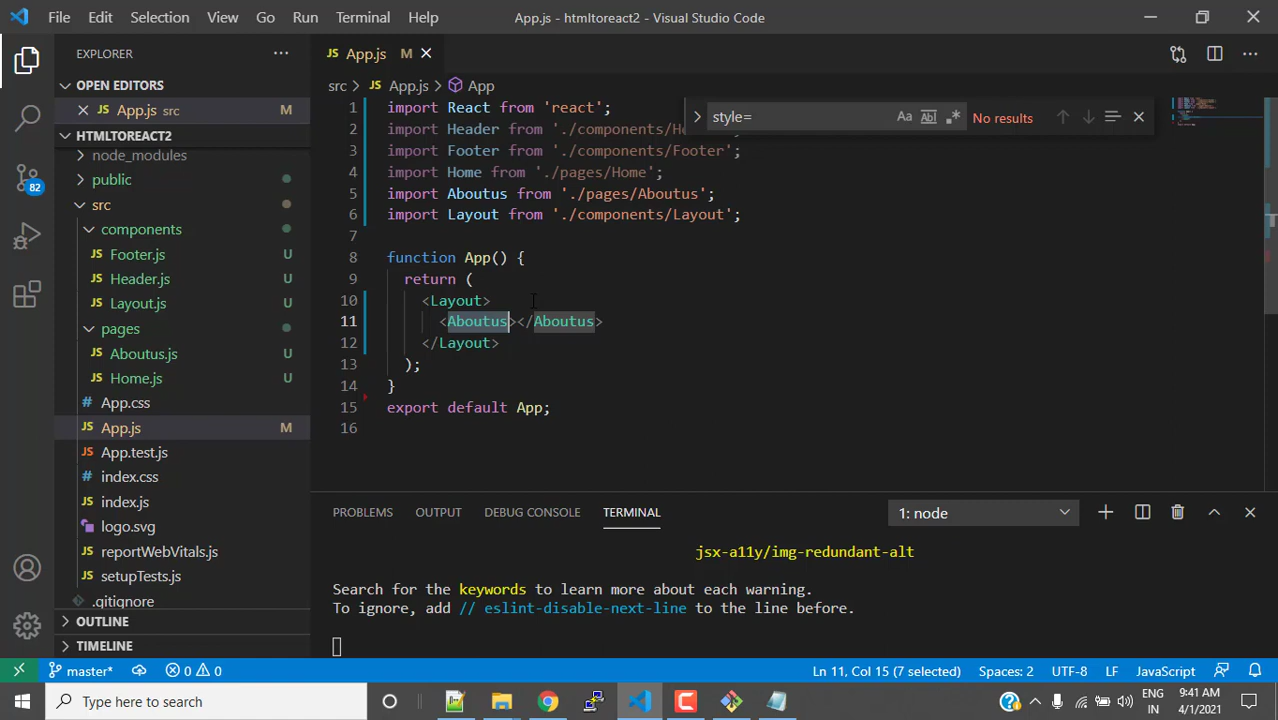 File Edit Selection View Go Run Terminal Help App.js - htmltoreact2 - Visual Studio Code
EXPLORER
OPEN EDITORS
App.js src M
HTMLTOREACT2
node_modules
public
src
components
Footer.js U
Header.js U
Layout.js U
pages
Aboutus.js U
Home.js U
App.css
App.js M
App.test.js
index.css
index.js
logo.svg
reportWebVitals.js
setupTests.js
.gitignore
OUTLINE
TIMELINE
82
JS App.js M
src > JS App.js > App
style= Aa Abl No results
1 import React from 'react';
2 import Header from './components/He
3 import Footer from './components/Footer';
4 import Home from './pages/Home';
5 import Aboutus from './pages/Aboutus';
6 import Layout from './components/Layout';
7
8 function App() {
9 return (
10 <Layout>
11 <Aboutus></Aboutus>
12 </Layout>
13 );
14 }
15 export default App;
16
PROBLEMS OUTPUT DEBUG CONSOLE TERMINAL 1: node
jsx-a11y/img-redundant-alt
Search for the keywords to learn more about each warning.
To ignore, add // eslint-disable-next-line to the line before.
master* 0 0 Ln 11, Col 15 (7 selected) Spaces: 2 UTF-8 LF JavaScript
Type here to search
ENG
IN
9:41 AM
4/1/2021